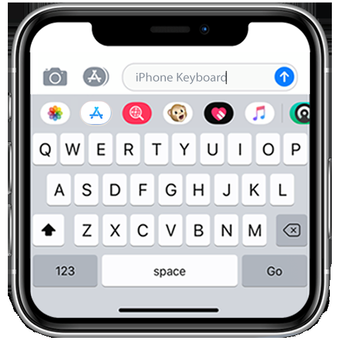 iPhone Keyboard
Q W E R T Y U I O P
A S D F G H J K L
Z X C V B N M
123 space Go